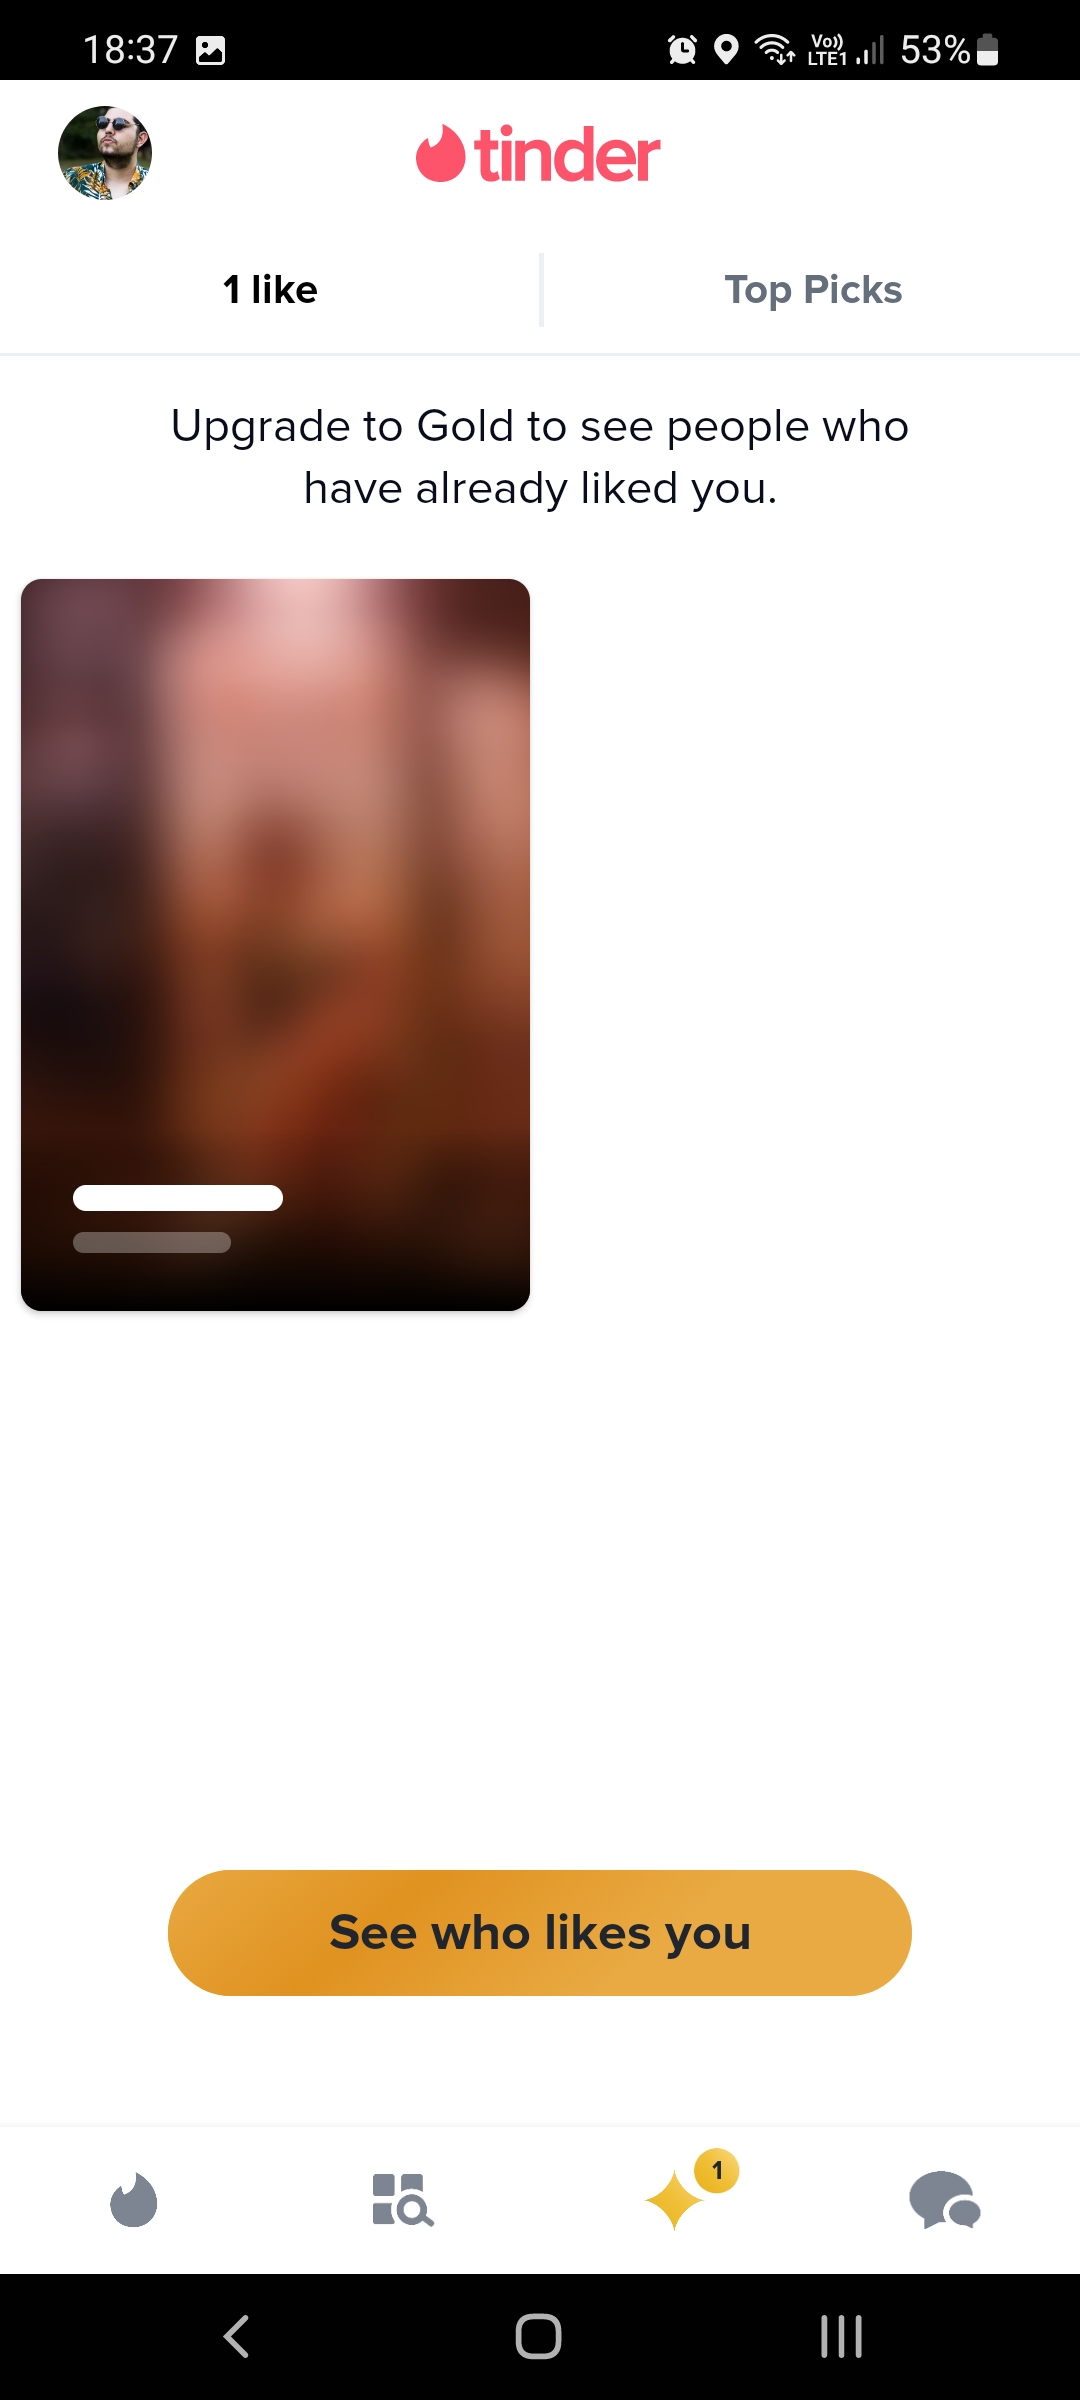 18:37
Vo)) LTE1 53%
tinder
1 like
Top Picks
Upgrade to Gold to see people who
have already liked you.
See who likes you
1